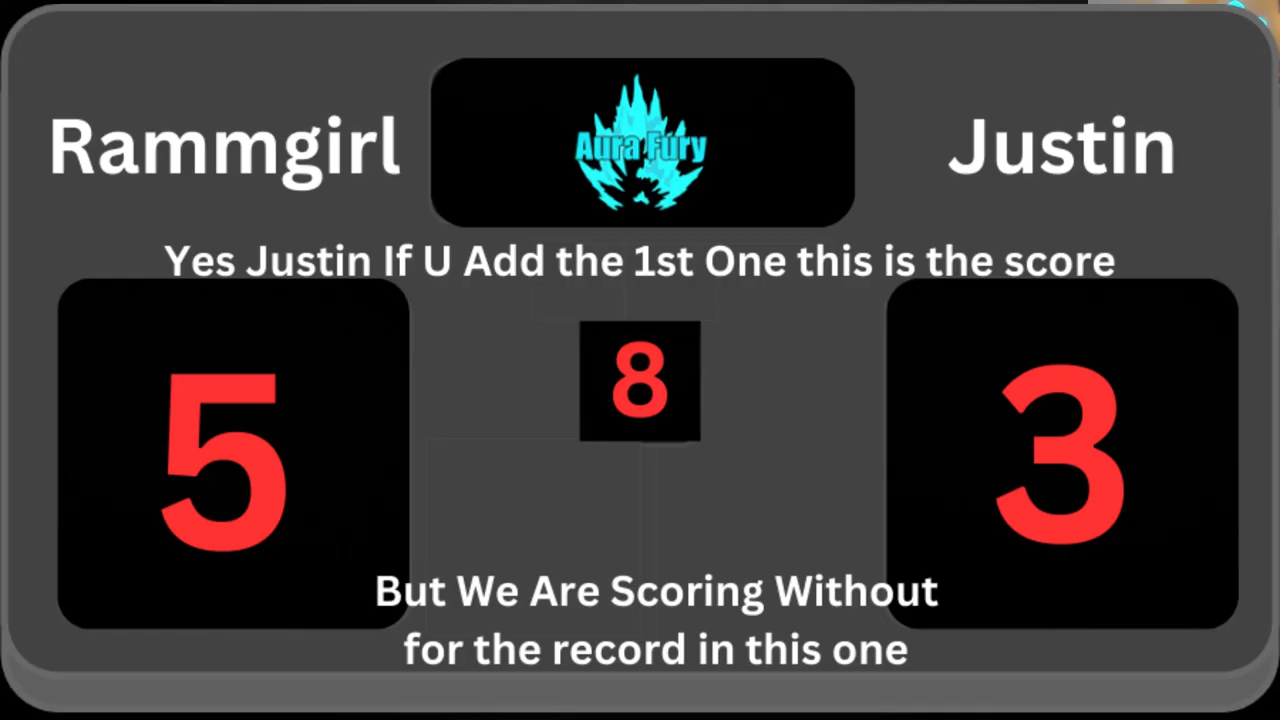 Rammgirl
Aura Fury
Justin
Yes Justin If U Add the 1st One this is the score
5
8
3
But We Are Scoring Without
for the record in this one